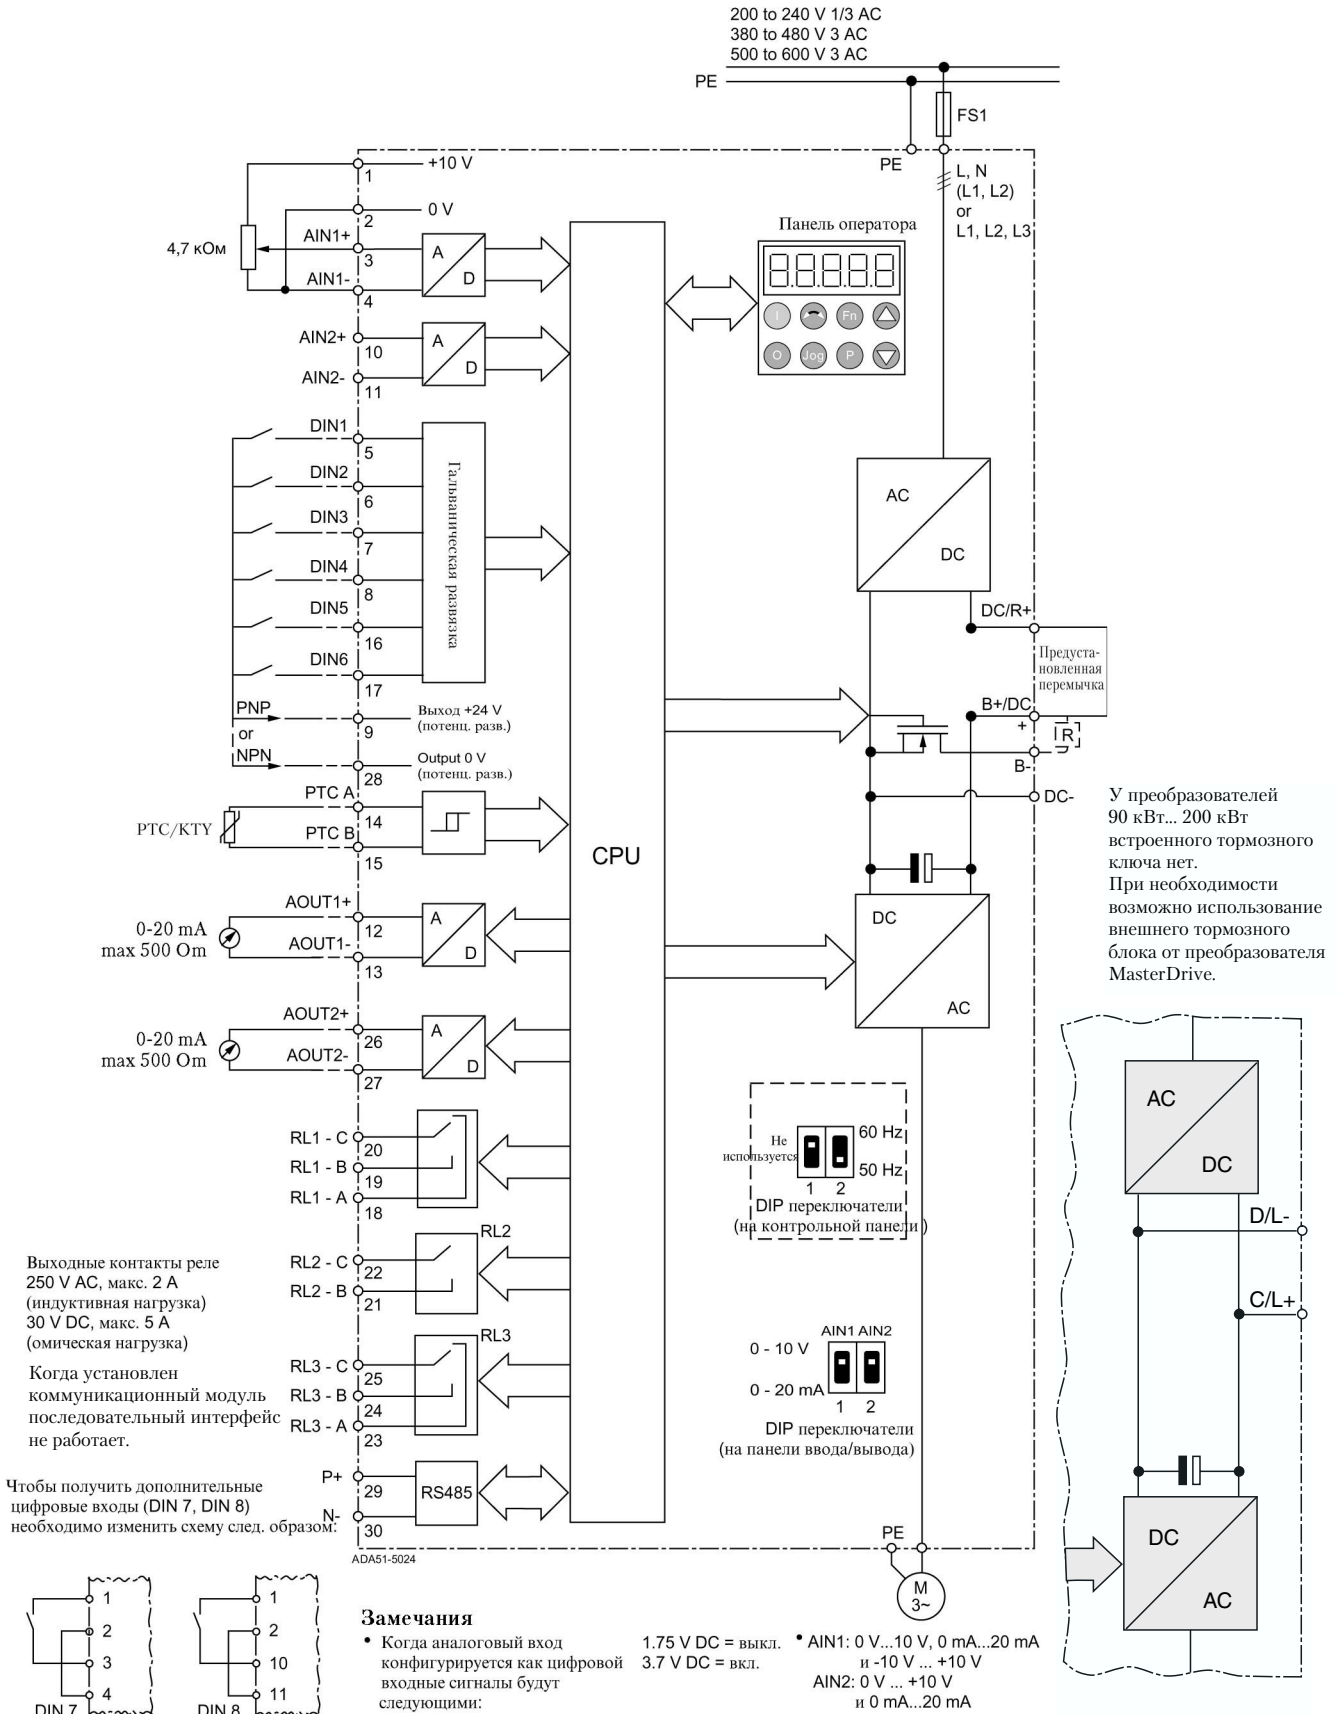 200 to 240 V 1/3 AC
380 to 480 V 3 AC
500 to 600 V 3 AC
PE
FS1
PE
L, N
(L1, L2)
or
L1, L2, L3
1
+10 V
2
0 V
4,7 кОм
AIN1+
3
AIN1-
4
A
D
AIN2+
10
AIN2-
11
A
D
Панель оператора
8.8.8.8.8
I
Fn
O
Jog
P
DIN1
5
DIN2
6
DIN3
7
DIN4
8
DIN5
16
DIN6
17
Гальваническая развязка
PNP
or
NPN
9
Выход +24 V
(потенц. разв.)
28
Output 0 V
(потенц. разв.)
PTC/KTY
PTC A
14
PTC B
15
CPU
AC
DC
DC/R+
Предуста-
новленная
перемычка
B+/DC
+
R
B-
DC-
У преобразователей
90 кВт... 200 кВт
встроенного тормозного
ключа нет.
При необходимости
возможно использование
внешнего тормозного
блока от преобразователя
MasterDrive.
0-20 mA
max 500 Om
AOUT1+
12
AOUT1-
13
A
D
DC
AC
0-20 mA
max 500 Om
AOUT2+
26
AOUT2-
27
A
D
AC
DC
D/L-
C/L+
DC
AC
RL1 - C
20
RL1 - B
19
RL1 - A
18
RL2
RL2 - C
22
RL2 - B
21
RL3
RL3 - C
25
RL3 - B
24
RL3 - A
23
Не
используется
60 Hz
50 Hz
1 2
DIP переключатели
(на контрольной панели )
AIN1 AIN2
0 - 10 V
0 - 20 mA
1 2
DIP переключатели
(на панели ввода/вывода)
Выходные контакты реле
250 V AC, макс. 2 A
(индуктивная нагрузка)
30 V DC, макс. 5 A
(омическая нагрузка)
Когда установлен
коммуникационный модуль
последовательный интерфейс
не работает.
P+
29
N-
30
RS485
Чтобы получить дополнительные
цифровые входы (DIN 7, DIN 8)
необходимо изменить схему след. образом:
ADA51-5024
PE
M
3~
1
2
3
4
DIN 7
1
2
10
11
DIN 8
Замечания
• Когда аналоговый вход
конфигурируется как цифровой
входные сигналы будут
следующими:
1.75 V DC = выкл.
3.7 V DC = вкл.
• AIN1: 0 V...10 V, 0 mA...20 mA
и -10 V ... +10 V
AIN2: 0 V ... +10 V
и 0 mA...20 mA